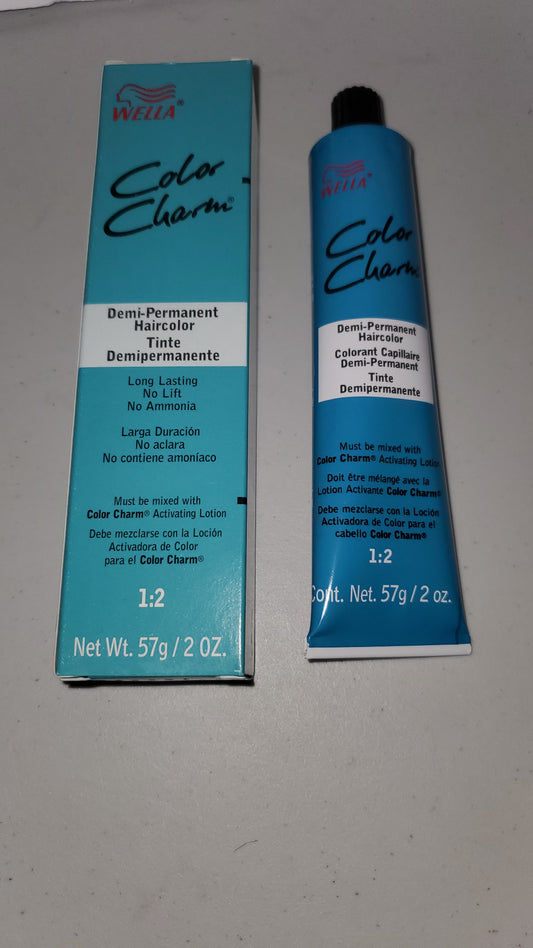 WELLA®
Color
Charm®
Demi-Permanent
Haircolor
Tinte
Demipermanente
Long Lasting
No Lift
No Ammonia
Larga Duración
No aclara
No contiene amoníaco
Must be mixed with
Color Charm® Activating Lotion
Debe mezclarse con la Loción
Activadora de Color
para el Color Charm®
1:2
Net Wt. 57g / 2 OZ.
WELLA®
Color
Charm®
Demi-Permanent
Haircolor
Colorant Capillaire
Demi-Permanent
Tinte
Demipermanente
Must be mixed with
Color Charm® Activating Lotion
Doit être mélangé avec la
Lotion Activante Color Charm®
Debe mezclarse con la Loción
Activadora de Color para el
cabello Color Charm®
1:2
Cont. Net. 57g / 2 oz.